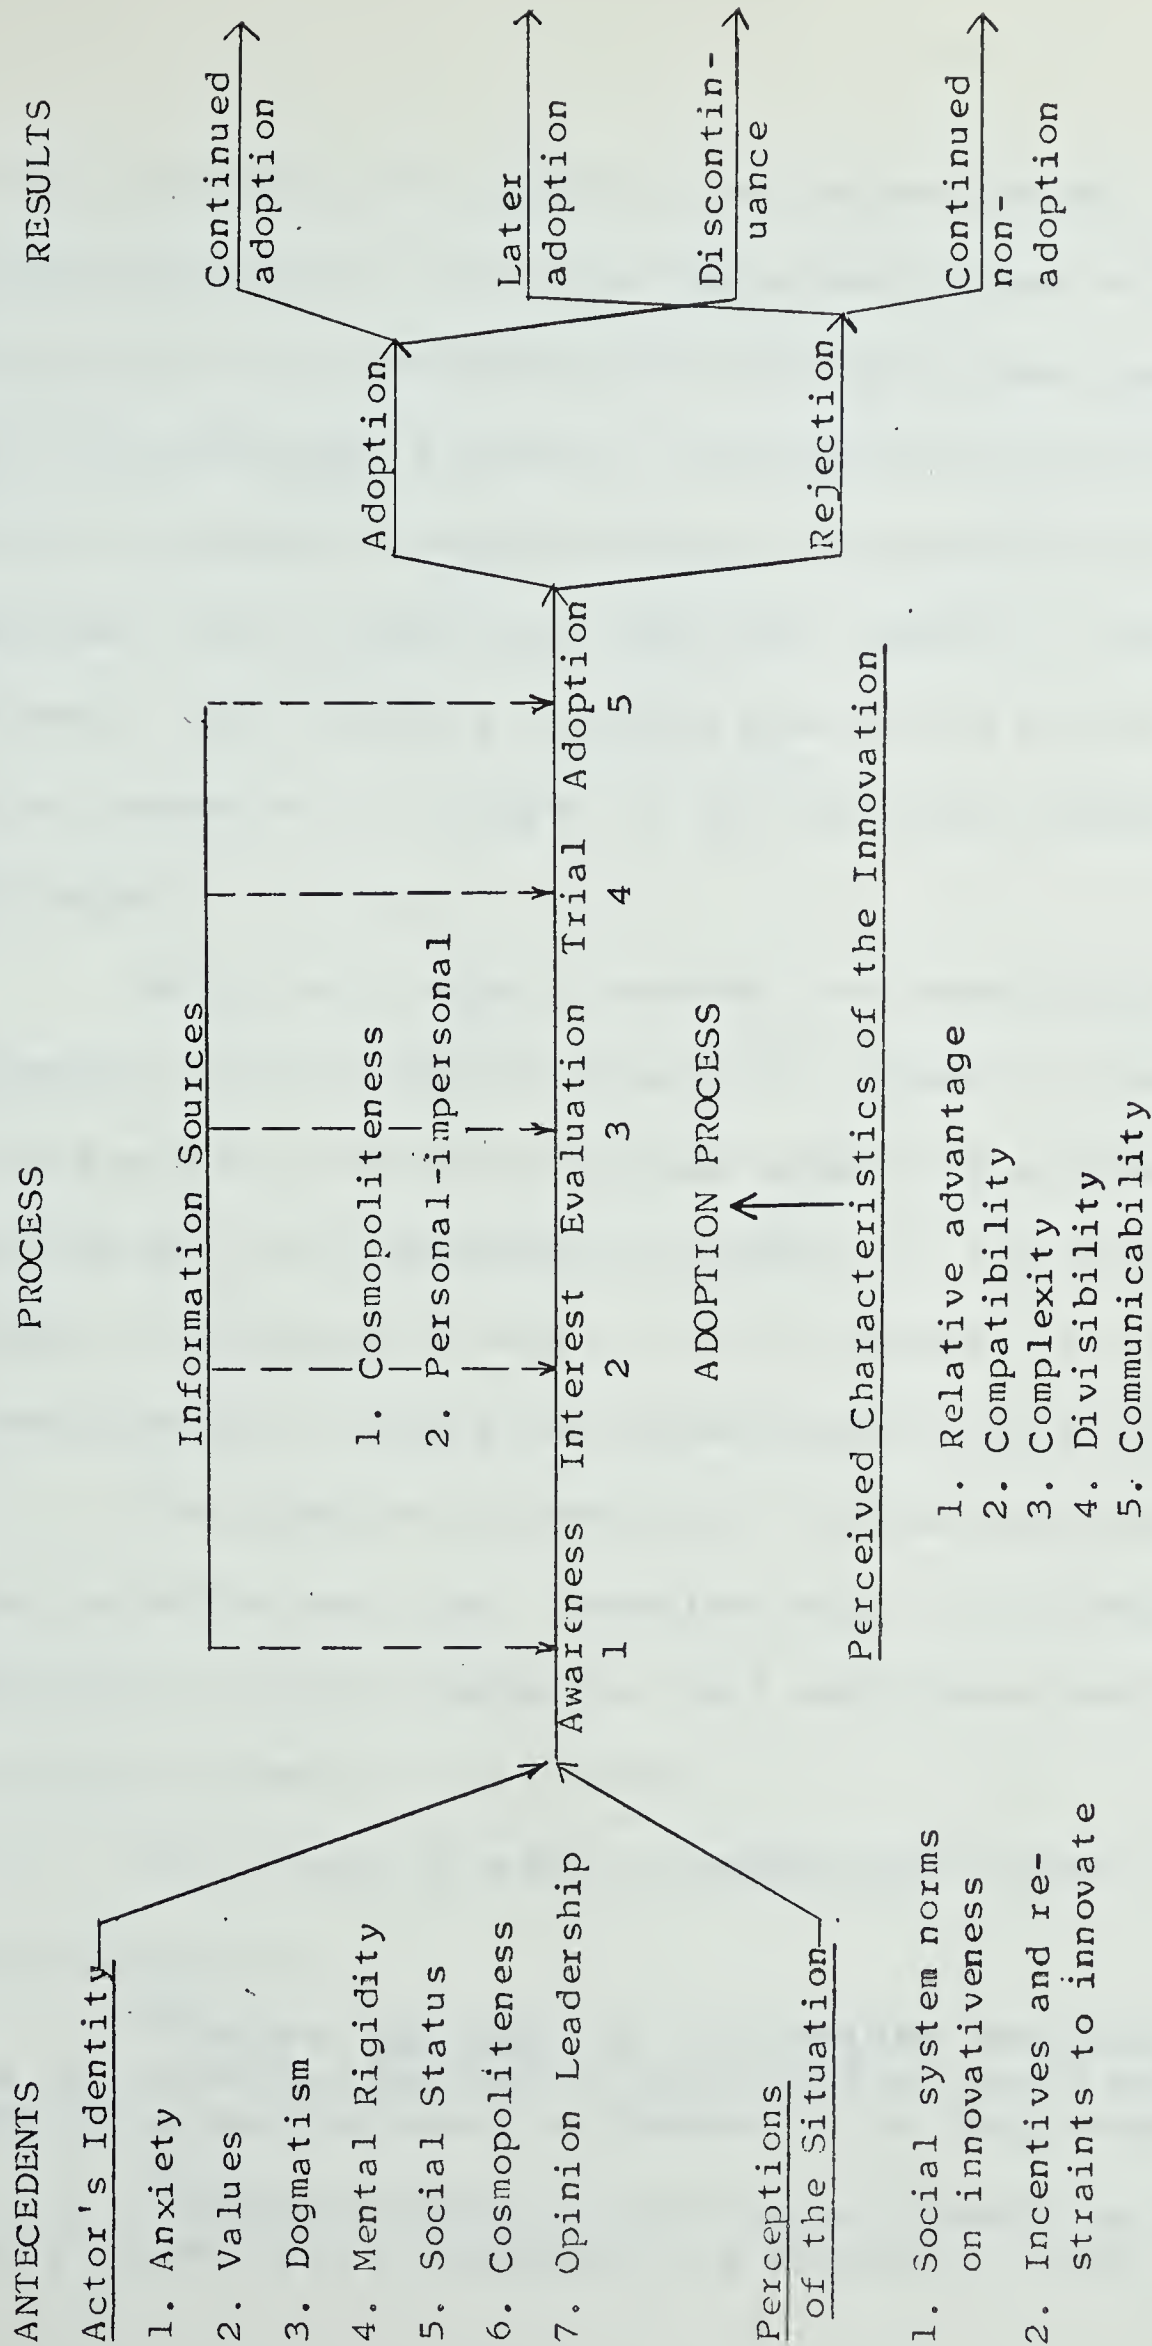 ANTECEDENTS
Actor's Identity
1. Anxiety
2. Values
3. Dogmatism
4. Mental Rigidity
5. Social Status
6. Cosmopoliteness
7. Opinion Leadership
Perceptions
of the Situation
1. Social system norms
on innovativeness
2. Incentives and re-
straints to innovate
PROCESS
Information Sources
1. Cosmopoliteness
2. Personal-impersonal
Awareness Interest Evaluation Trial Adoption
1 2 3 4 5
ADOPTION PROCESS
Perceived Characteristics of the Innovation
1. Relative advantage
2. Compatibility
3. Complexity
4. Divisibility
5. Communicability
RESULTS
Adoption
Rejection
Continued
adoption
Later
adoption
Discontin-
uance
Continued
non-
adoption